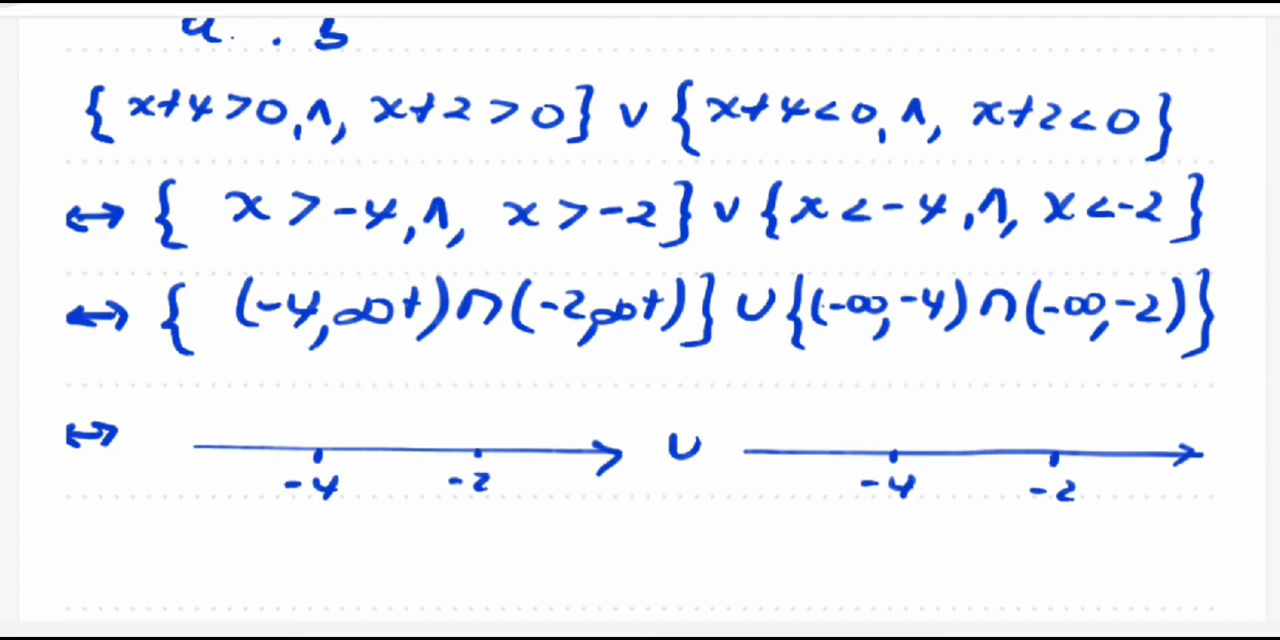 a . . b
{ x+4>0,∧, x+2>0} ∨ {x+4<0,∧, x+2<0}
↔ { x>-4,∧, x>-2} ∨ {x<-4,∧, x<-2}
↔ { (-4,∞+)∩(-2,∞+)} ∪ {(-∞,-4)∩(-∞,-2)}
↔ ∪
-4 -2 -4 -2